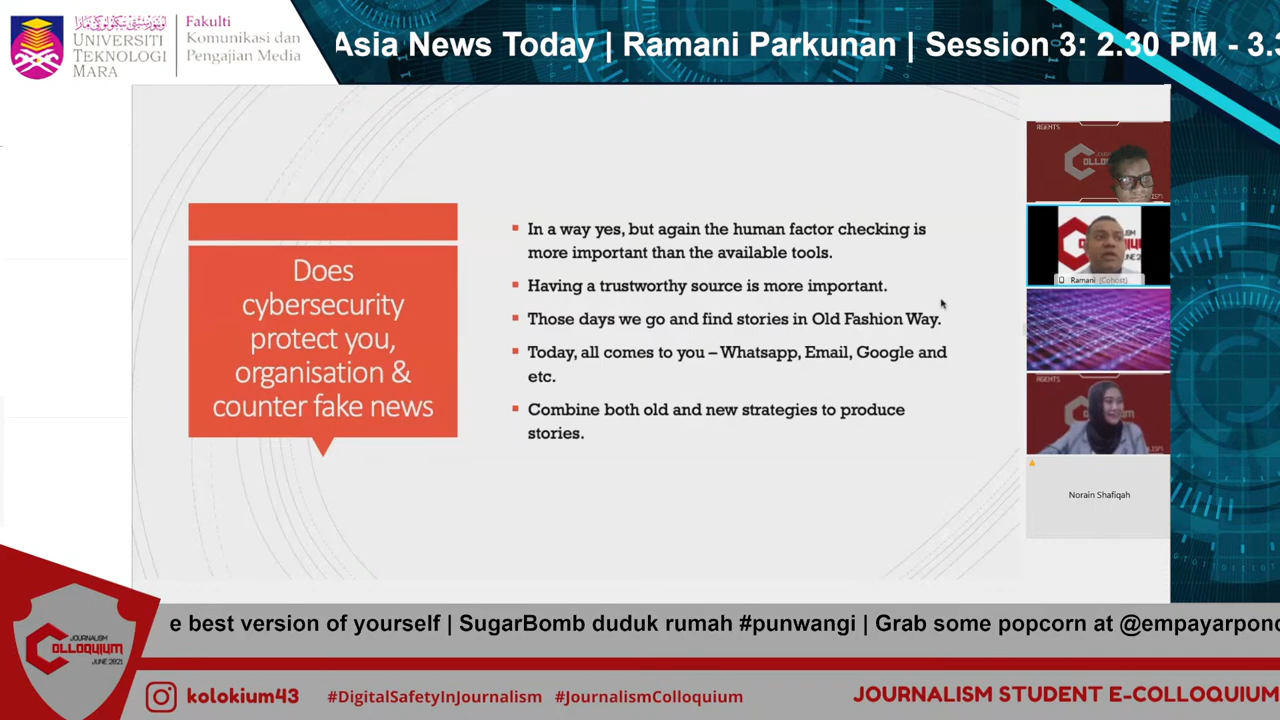 UNIVERSITI
TEKNOLOGI
MARA
Fakulti
Komunikasi dan
Pengajian Media
Asia News Today | Ramani Parkunan | Session 3: 2.30 PM - 3.3
Does
cybersecurity
protect you,
organisation &
counter fake news
In a way yes, but again the human factor checking is
more important than the available tools.
Having a trustworthy source is more important.
Those days we go and find stories in Old Fashion Way.
Today, all comes to you – Whatsapp, Email, Google and
etc.
Combine both old and new strategies to produce
stories.
AGENTS
Ramani (Cohost)
AGENTS
Norain Shafiqah
e best version of yourself | SugarBomb duduk rumah #punwangi | Grab some popcorn at @empayarpond
JOURNALISM
COLLOQUIUM
JUNE 2021
kolokium43
#DigitalSafetyInJournalism #JournalismColloquium
JOURNALISM STUDENT E-COLLOQUIUM